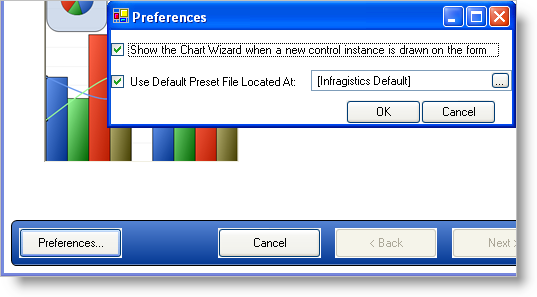 Preferences
Show the Chart Wizard when a new control instance is drawn on the form
Use Default Preset File Located At: [Infragistics Default] ...
OK Cancel
Preferences... Cancel < Back Next >